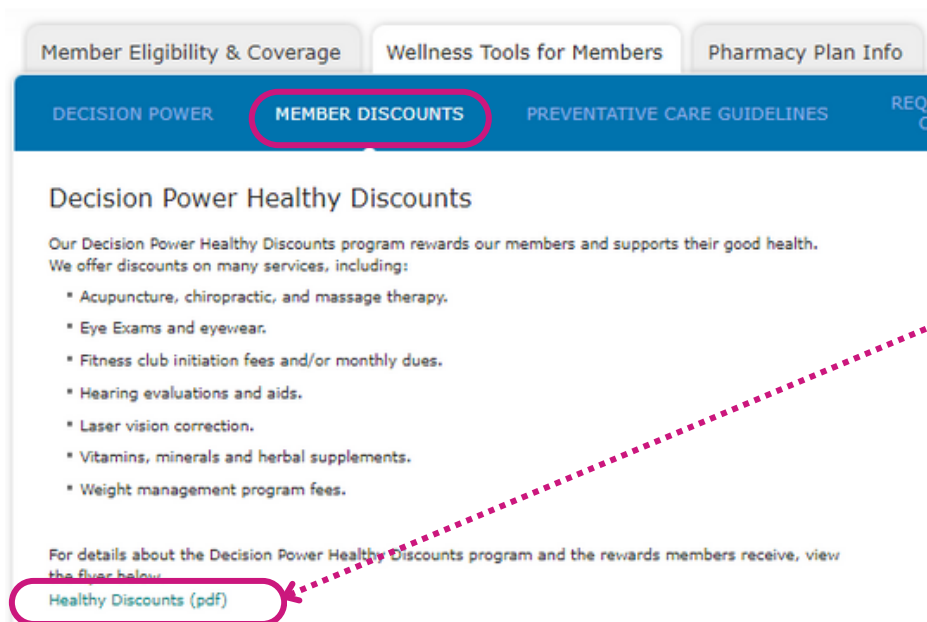 Member Eligibility & Coverage
Wellness Tools for Members
Pharmacy Plan Info
DECISION POWER
MEMBER DISCOUNTS
PREVENTATIVE CARE GUIDELINES
Decision Power Healthy Discounts
Our Decision Power Healthy Discounts program rewards our members and supports their good health.
We offer discounts on many services, including:
▪ Acupuncture, chiropractic, and massage therapy.
▪ Eye Exams and eyewear.
▪ Fitness club initiation fees and/or monthly dues.
▪ Hearing evaluations and aids.
▪ Laser vision correction.
▪ Vitamins, minerals and herbal supplements.
▪ Weight management program fees.
For details about the Decision Power Healthy Discounts program and the rewards members receive, view
the flyer below
Healthy Discounts (pdf)